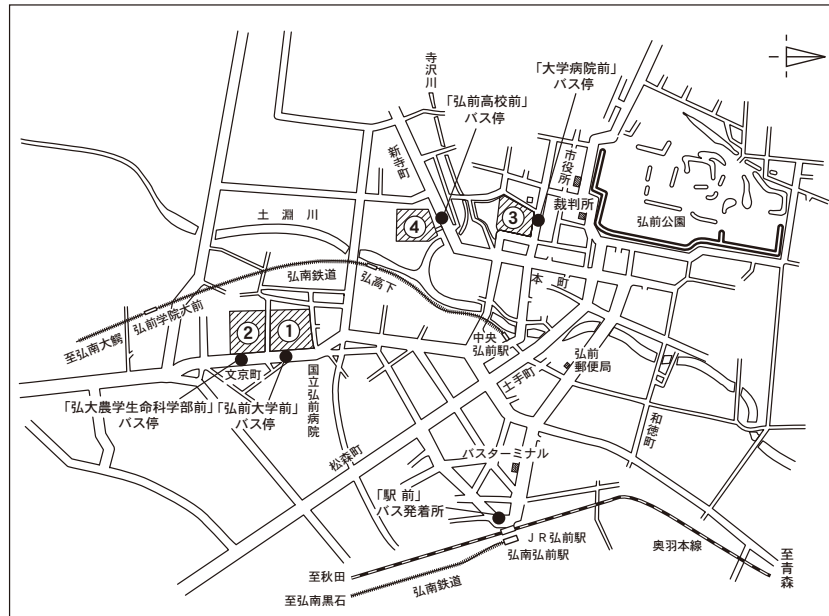 「大学病院前」
バス停
寺沢川
「弘前高校前」
バス停
新寺町
市役所
裁判所
弘前公園
土淵川
④
③
弘南鉄道
弘高下
本町
弘前学院大前
至弘南大鰐
②
①
中央
弘前駅
弘前
郵便局
文京町
国立弘前病院
土手町
和徳町
「弘大農学生命科学部前」
バス停
「弘前大学前」
バス停
松森町
バスターミナル
「駅前」
バス発着所
JR弘前駅
弘南弘前駅
奥羽本線
至青森
至秋田
弘南鉄道
至弘南黒石